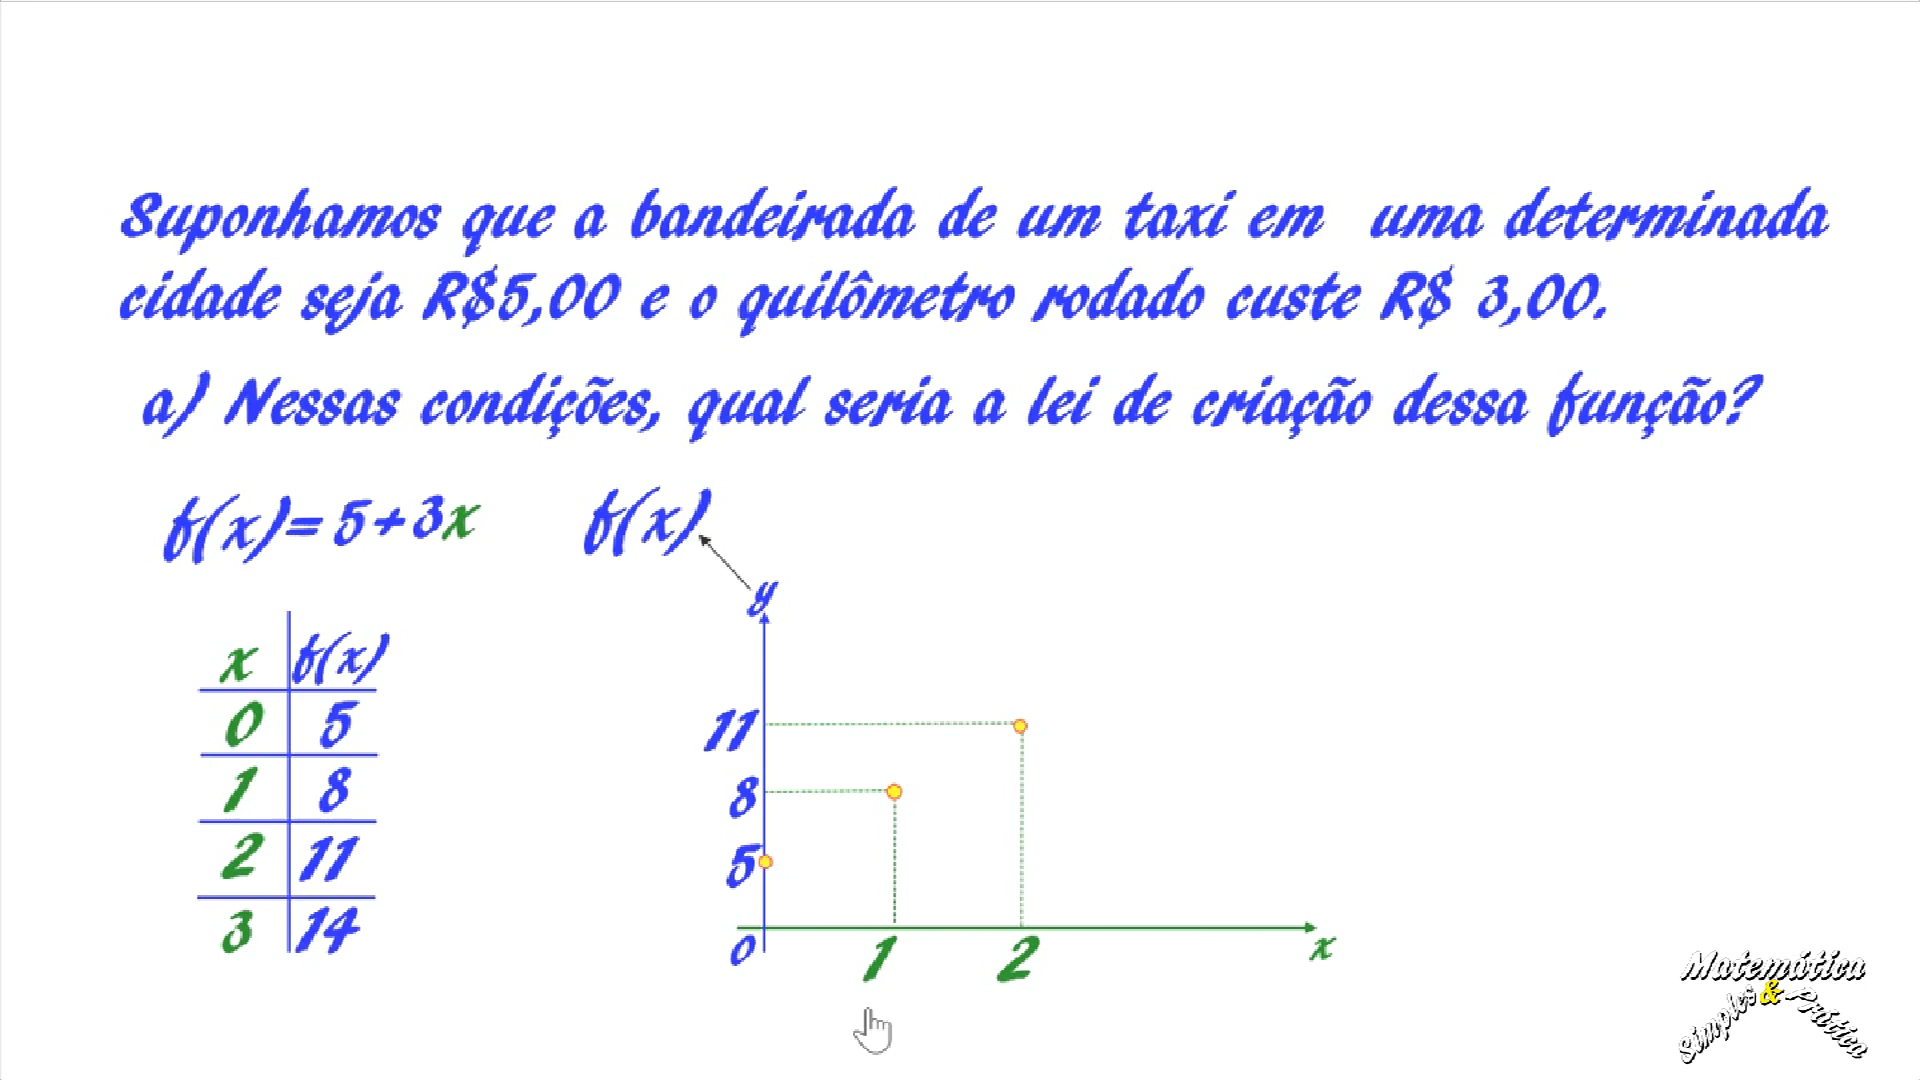 Suponhamos que a bandeirada de um taxi em uma determinada
cidade seja R$5,00 e o quilômetro rodado custe R$ 3,00.
a) Nessas condições, qual seria a lei de criação dessa função?
f(x)= 5+3x
f(x)
y
x f(x)
0 5
1 8
2 11
3 14
11
8
5
0
1 2 x
Matemática
Simples & Prática